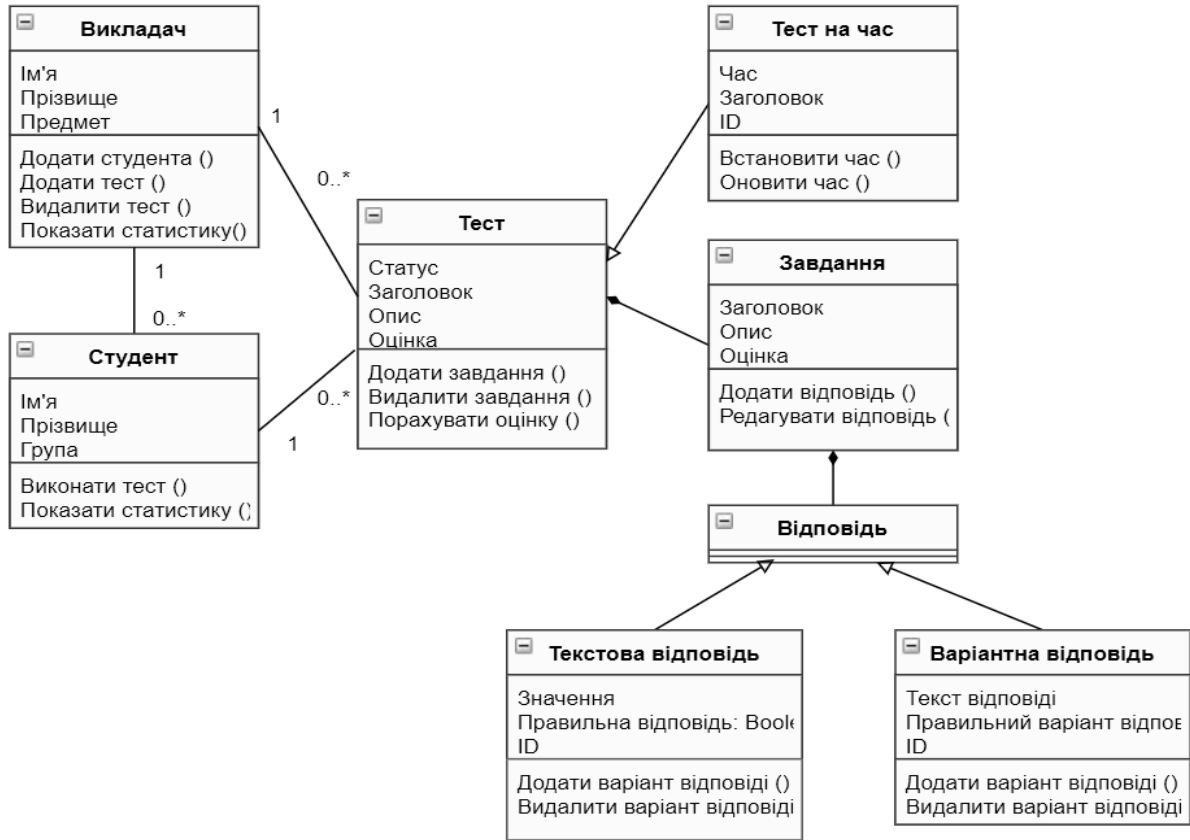 Викладач
Ім'я
Прізвище
Предмет
Додати студента ()
Додати тест ()
Видалити тест ()
Показати статистику()
1
0..*
1
0..*
Студент
Ім'я
Прізвище
Група
Виконати тест ()
Показати статистику ()
0..*
1
Тест
Статус
Заголовок
Опис
Оцінка
Додати завдання ()
Видалити завдання ()
Порахувати оцінку ()
Тест на час
Час
Заголовок
ID
Встановити час ()
Оновити час ()
Завдання
Заголовок
Опис
Оцінка
Додати відповідь ()
Редагувати відповідь (
Відповідь
Текстова відповідь
Значення
Правильна відповідь: Boole
ID
Додати варіант відповіді ()
Видалити варіант відповіді
Варіантна відповідь
Текст відповіді
Правильний варіант відпов
ID
Додати варіант відповіді ()
Видалити варіант відповіді